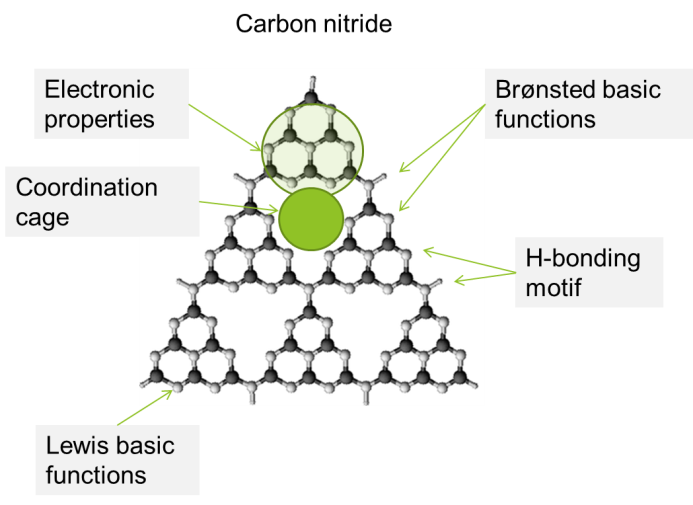 Carbon nitride
Electronic
properties
Brønsted basic
functions
Coordination
cage
H-bonding
motif
Lewis basic
functions